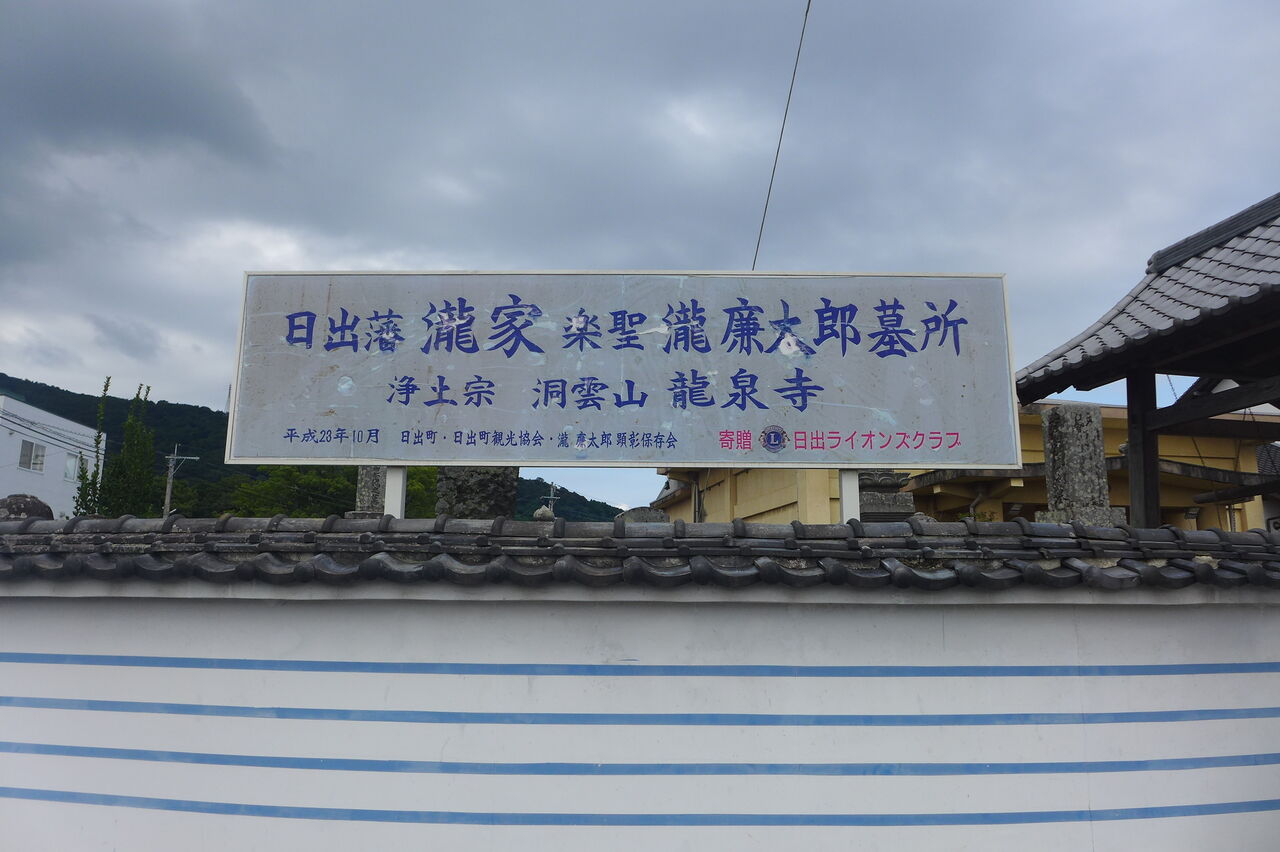 日出藩 瀧家 楽聖 瀧廉太郎墓所
浄土宗 洞雲山 龍泉寺
平成23年10月 日出町・日出町観光協会・瀧 廉太郎 顕彰保存会 寄贈 L 日出ライオンズクラブ